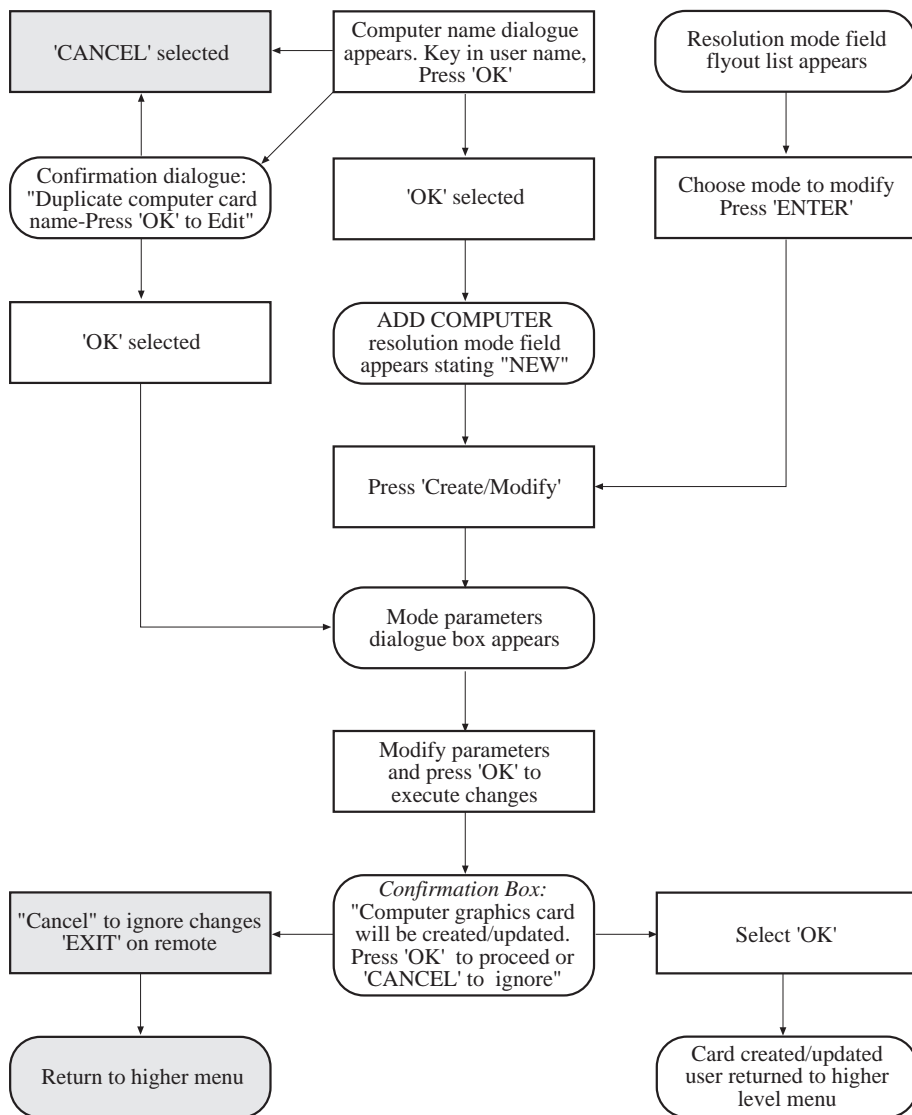 'CANCEL' selected
Computer name dialogue
appears. Key in user name,
Press 'OK'
Resolution mode field
flyout list appears
Confirmation dialogue:
"Duplicate computer card
name-Press 'OK' to Edit"
'OK' selected
Choose mode to modify
Press 'ENTER'
'OK' selected
ADD COMPUTER
resolution mode field
appears stating "NEW"
Press 'Create/Modify'
Mode parameters
dialogue box appears
Modify parameters
and press 'OK' to
execute changes
"Cancel" to ignore changes
'EXIT' on remote
Confirmation Box:
"Computer graphics card
will be created/updated.
Press 'OK' to proceed or
'CANCEL' to ignore"
Select 'OK'
Return to higher menu
Card created/updated
user returned to higher
level menu